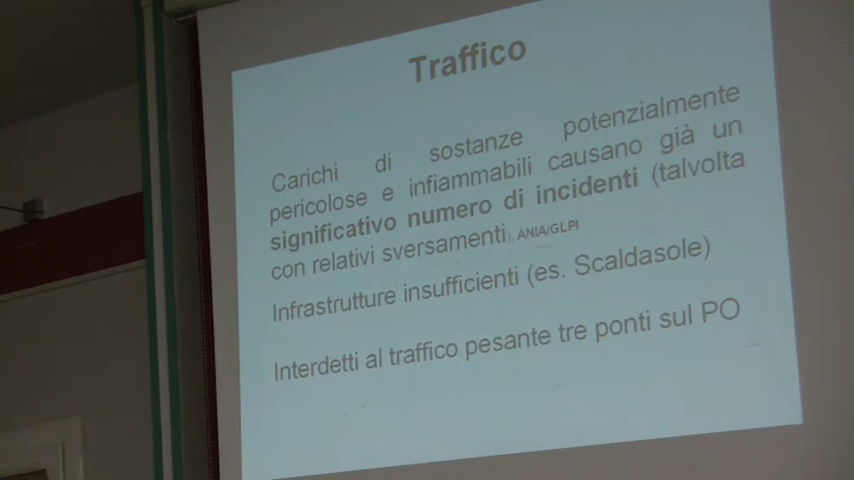 Traffico
Carichi di sostanze potenzialmente
pericolose e infiammabili causano già un
significativo numero di incidenti (talvolta
con relativi sversamenti). ANIA/GLPI
Infrastrutture insufficienti (es. Scaldasole)
Interdetti al traffico pesante tre ponti sul PO